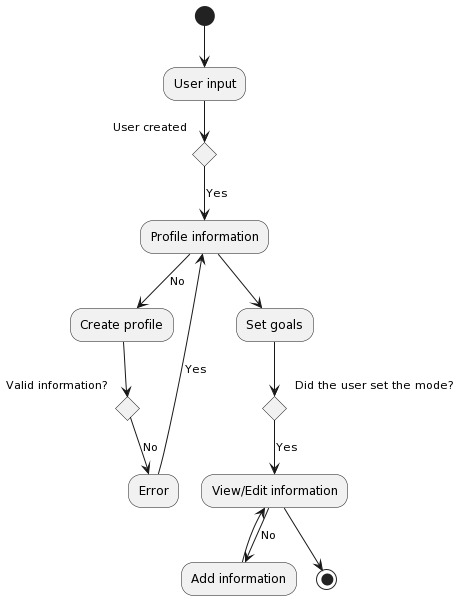 User input
User created
Yes
Profile information
No
Create profile
Set goals
Yes
Valid information?
Did the user set the mode?
No
Yes
Error
View/Edit information
No
Add information